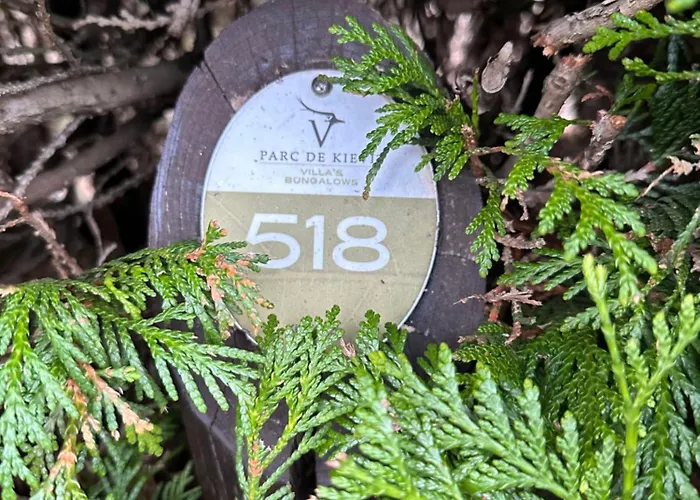 PARC DE
VILLA'S
BUNGALOWS
518